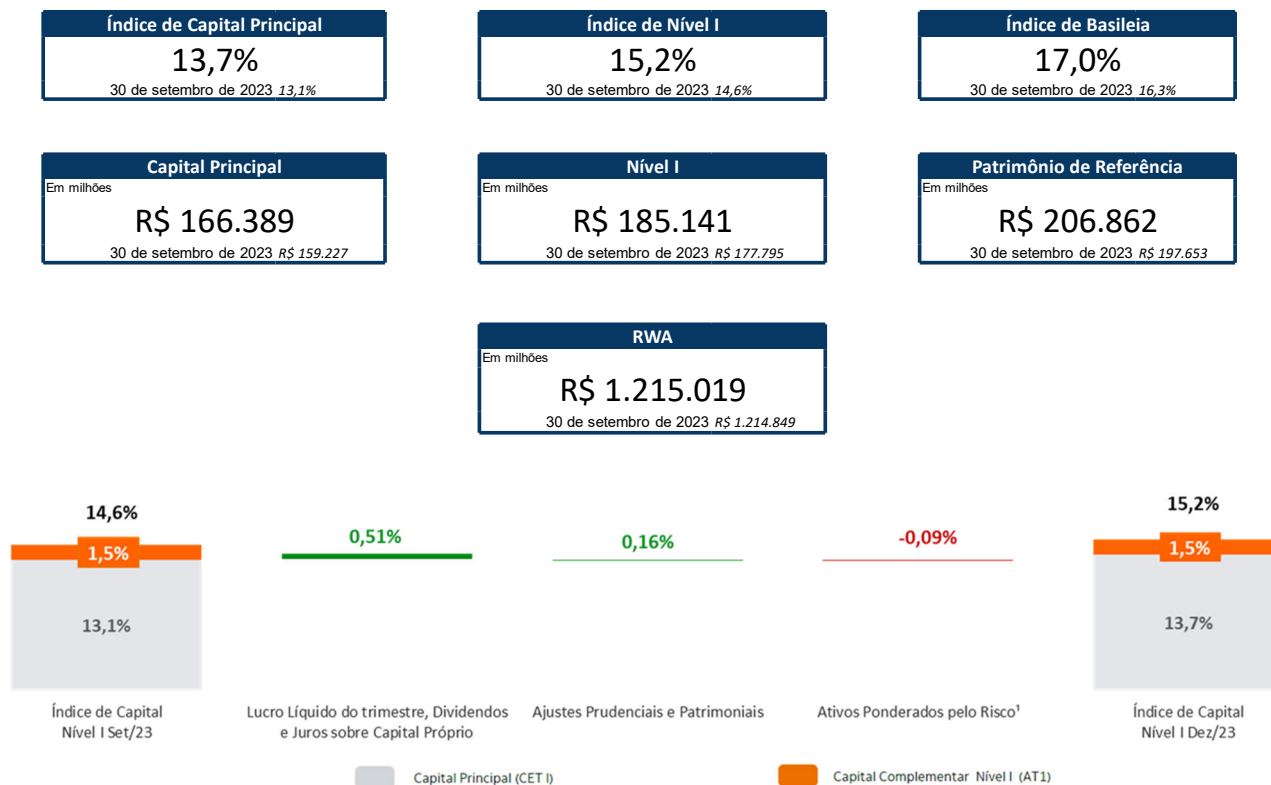 Índice de Capital Principal
13,7%
30 de setembro de 2023 13,1%
Índice de Nível I
15,2%
30 de setembro de 2023 14,6%
Índice de Basileia
17,0%
30 de setembro de 2023 16,3%
Capital Principal
Em milhões
R$ 166.389
30 de setembro de 2023 R$ 159.227
Nível I
Em milhões
R$ 185.141
30 de setembro de 2023 R$ 177.795
Patrimônio de Referência
Em milhões
R$ 206.862
30 de setembro de 2023 R$ 197.653
RWA
Em milhões
R$ 1.215.019
30 de setembro de 2023 R$ 1.214.849
14,6%
1,5%
13,1%
0,51%
0,16%
-0,09%
15,2%
1,5%
13,7%
Índice de Capital
Nível I Set/23
Lucro Líquido do trimestre, Dividendos
e Juros sobre Capital Próprio
Ajustes Prudenciais e Patrimoniais
Ativos Ponderados pelo Risco¹
Índice de Capital
Nível I Dez/23
Capital Principal (CET I)
Capital Complementar Nível I (AT1)